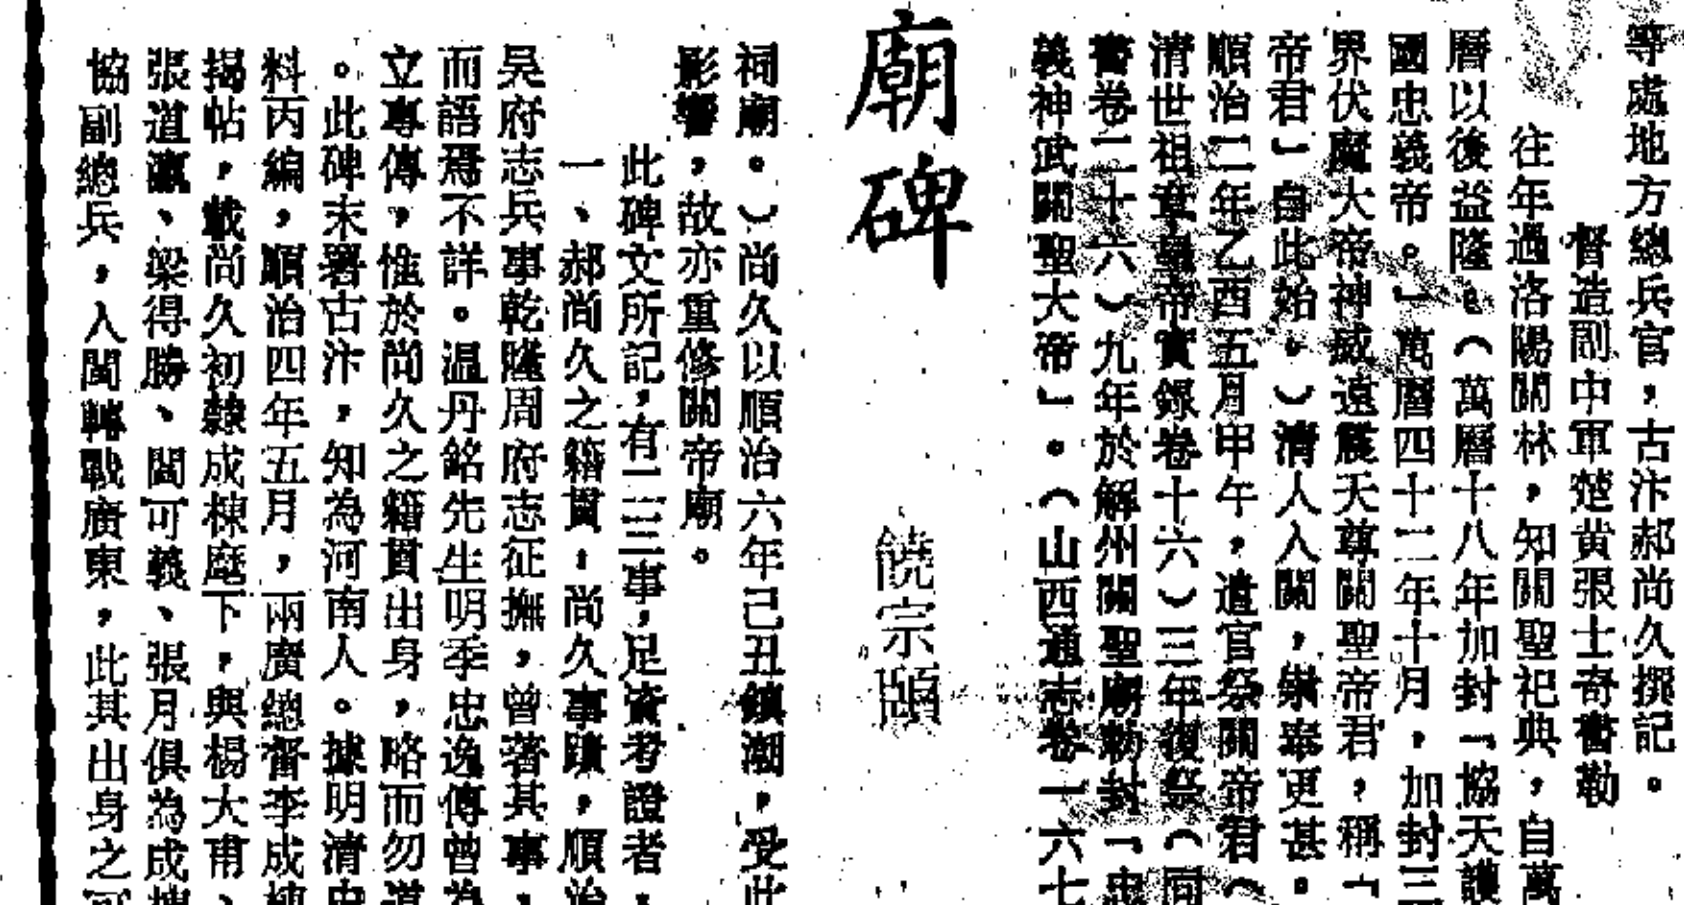 等處地方總兵官，古汴郝尚久撰記。
督造則中軍楚黄張士奇書勒
往年過洛陽關林，知關聖祀典，自萬
曆以後益隆。（萬曆十八年加封「協天護
國忠義帝。」萬曆四十二年十月，加封三
界伏魔大帝神威遠震天尊關聖帝君，稱「
帝君」自此始。）清人入關，崇奉更甚。
順治二年乙酉五月甲午，遣官祭關帝君（
清世祖章皇帝實錄卷十六）三年復祭（同
書卷二十六）九年於解州關聖廟勅封「忠
義神武關聖大帝」。（山西通志卷一六七
廟碑
饒宗頤
祠廟。）尚久以順治六年己丑鎮潮，受此
影響，故亦重修關帝廟。
此碑文所記，有二三事，足資考證者，
一、郝尚久之籍貫：尚久事蹟，順治
吳府志兵事乾隆周府志征撫，曾著其事，
而語焉不詳。温丹銘先生明季忠逸傳曾為
立專傳，惟於尚久之籍貫出身，略而勿道
。此碑末署古汴，知為河南人。據明清史
料丙編，順治四年五月，兩廣總督李成棟
揭帖，載尚久初隸成棟麾下，與楊大甫、
張道瀛、梁得勝、閻可義、張月俱為成棟
協副總兵，入閩轉戰廣東，此其出身之可